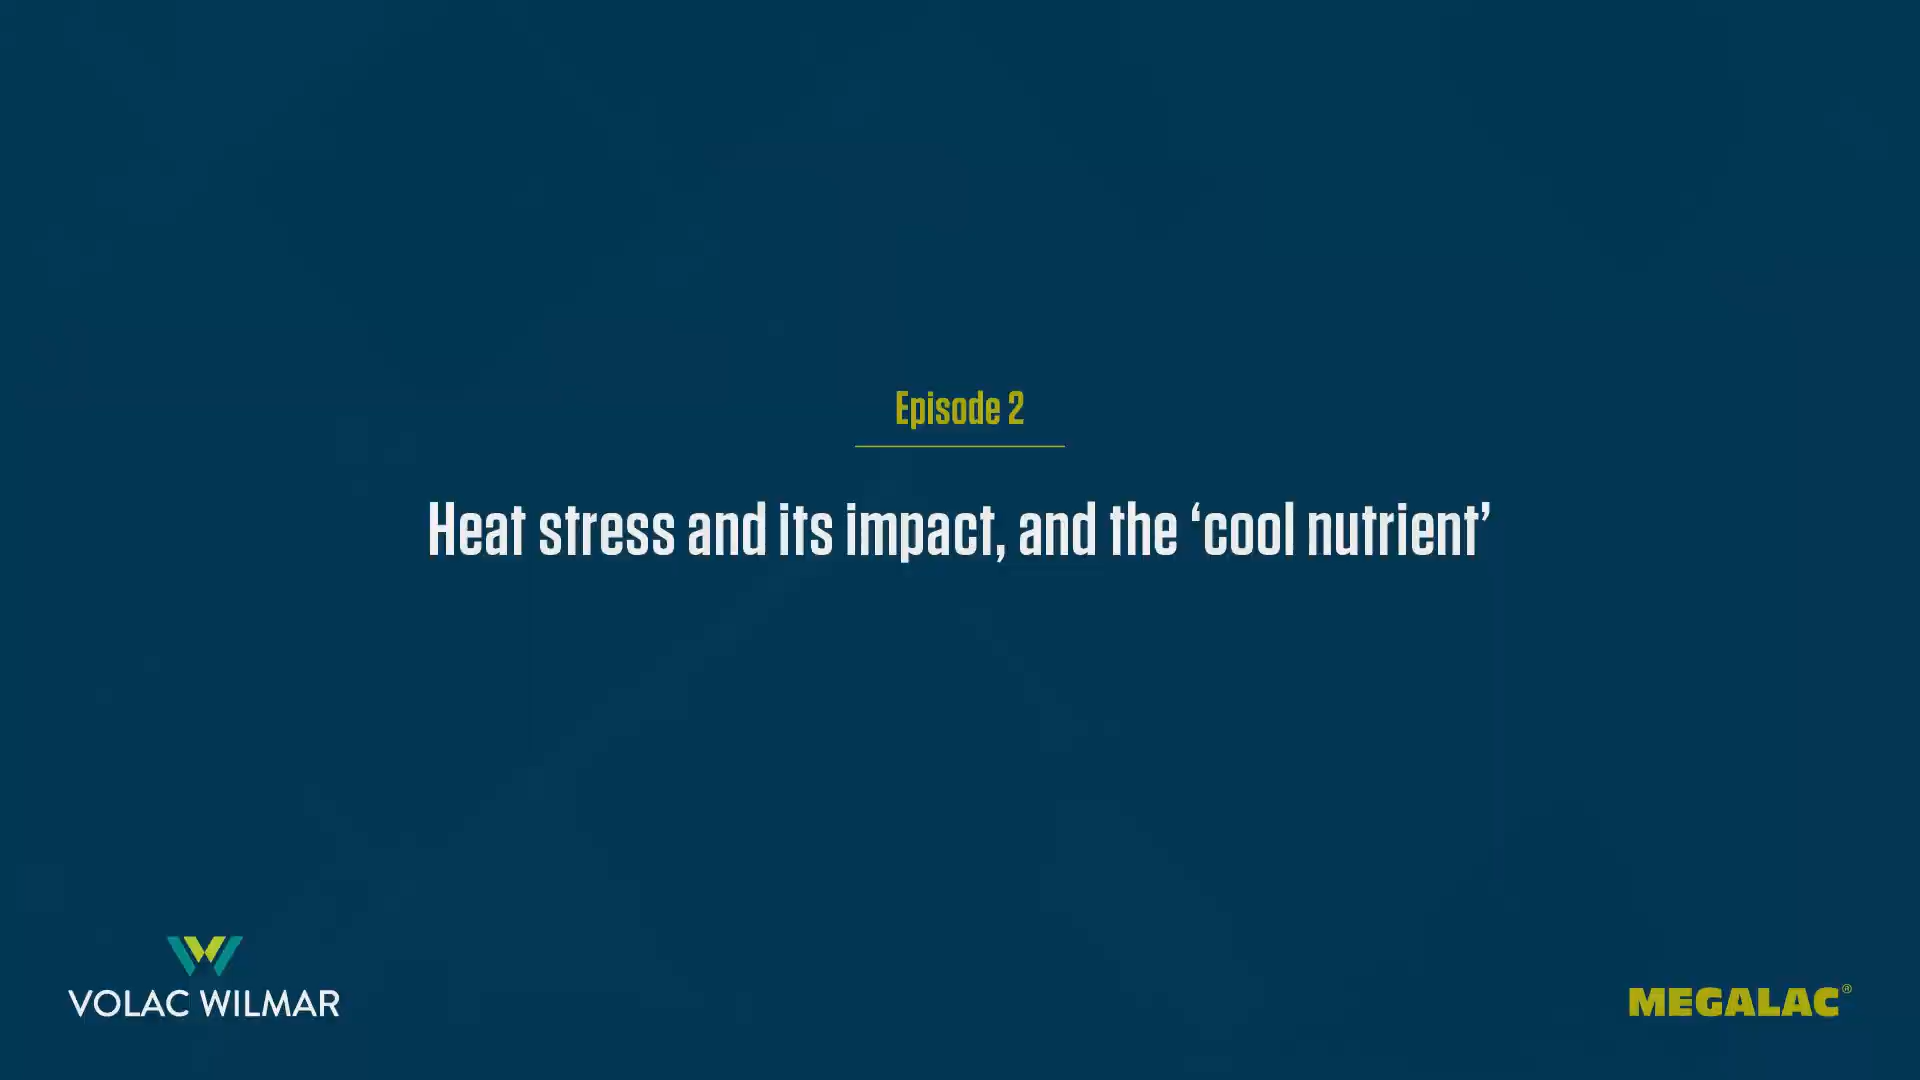 Episode 2
Heat stress and its impact, and the ‘cool nutrient’
VOLAC WILMAR
MEGALAC®